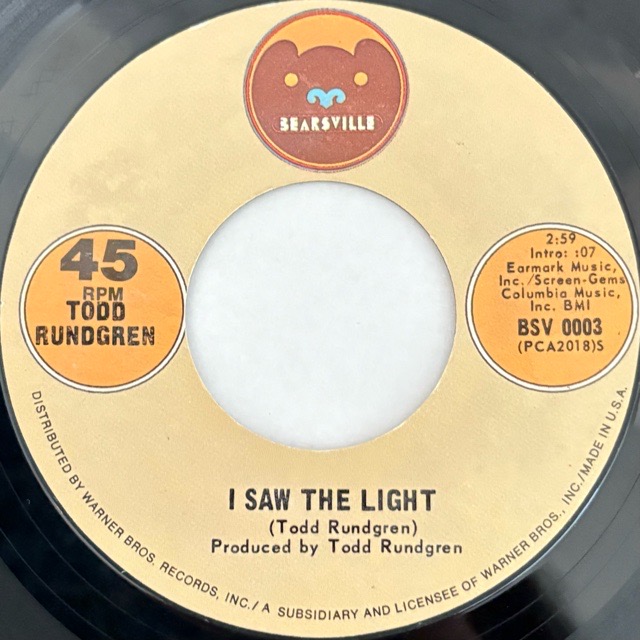 BEARSVILLE
45
RPM
TODD
RUNDGREN
2:59
Intro: :07
Earmark Music,
Inc./Screen-Gems
Columbia Music,
Inc. BMI
BSV 0003
(PCA2018)S
I SAW THE LIGHT
(Todd Rundgren)
Produced by Todd Rundgren
DISTRIBUTED BY WARNER BROS. RECORDS, INC./A SUBSIDIARY AND LICENSEE OF WARNER BROS., INC./MADE IN U.S.A.